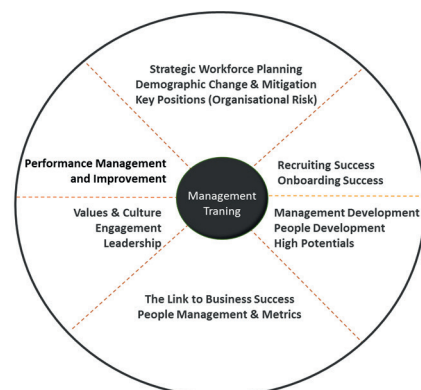 Strategic Workforce Planning
Demographic Change & Mitigation
Key Positions (Organisational Risk)
Performance Management
and Improvement
Recruiting Success
Onboarding Success
Management
Traning
Values & Culture
Engagement
Leadership
Management Development
People Development
High Potentials
The Link to Business Success
People Management & Metrics